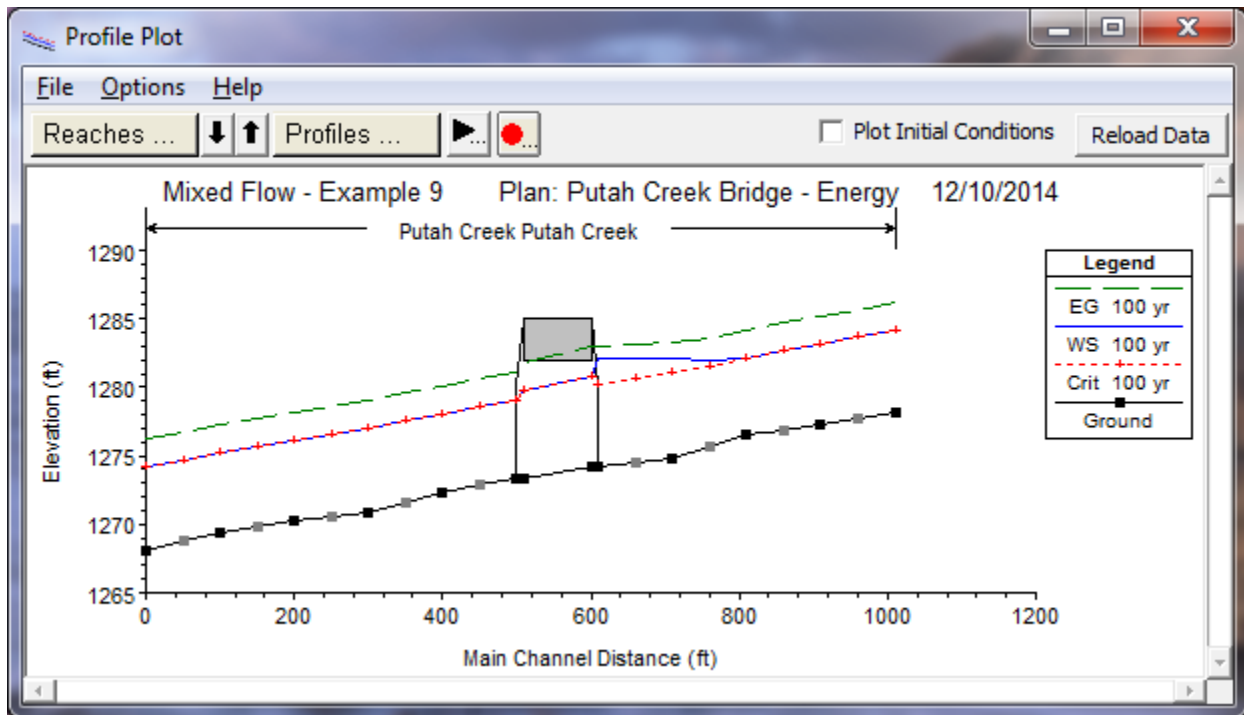 Profile Plot
File Options Help
Reaches ... Profiles ... ... ... Plot Initial Conditions Reload Data
Mixed Flow - Example 9 Plan: Putah Creek Bridge - Energy 12/10/2014
Putah Creek Putah Creek
1290
1285
1280
1275
1270
1265
Elevation (ft)
0 200 400 600 800 1000 1200
Main Channel Distance (ft)
Legend
EG 100 yr
WS 100 yr
Crit 100 yr
Ground